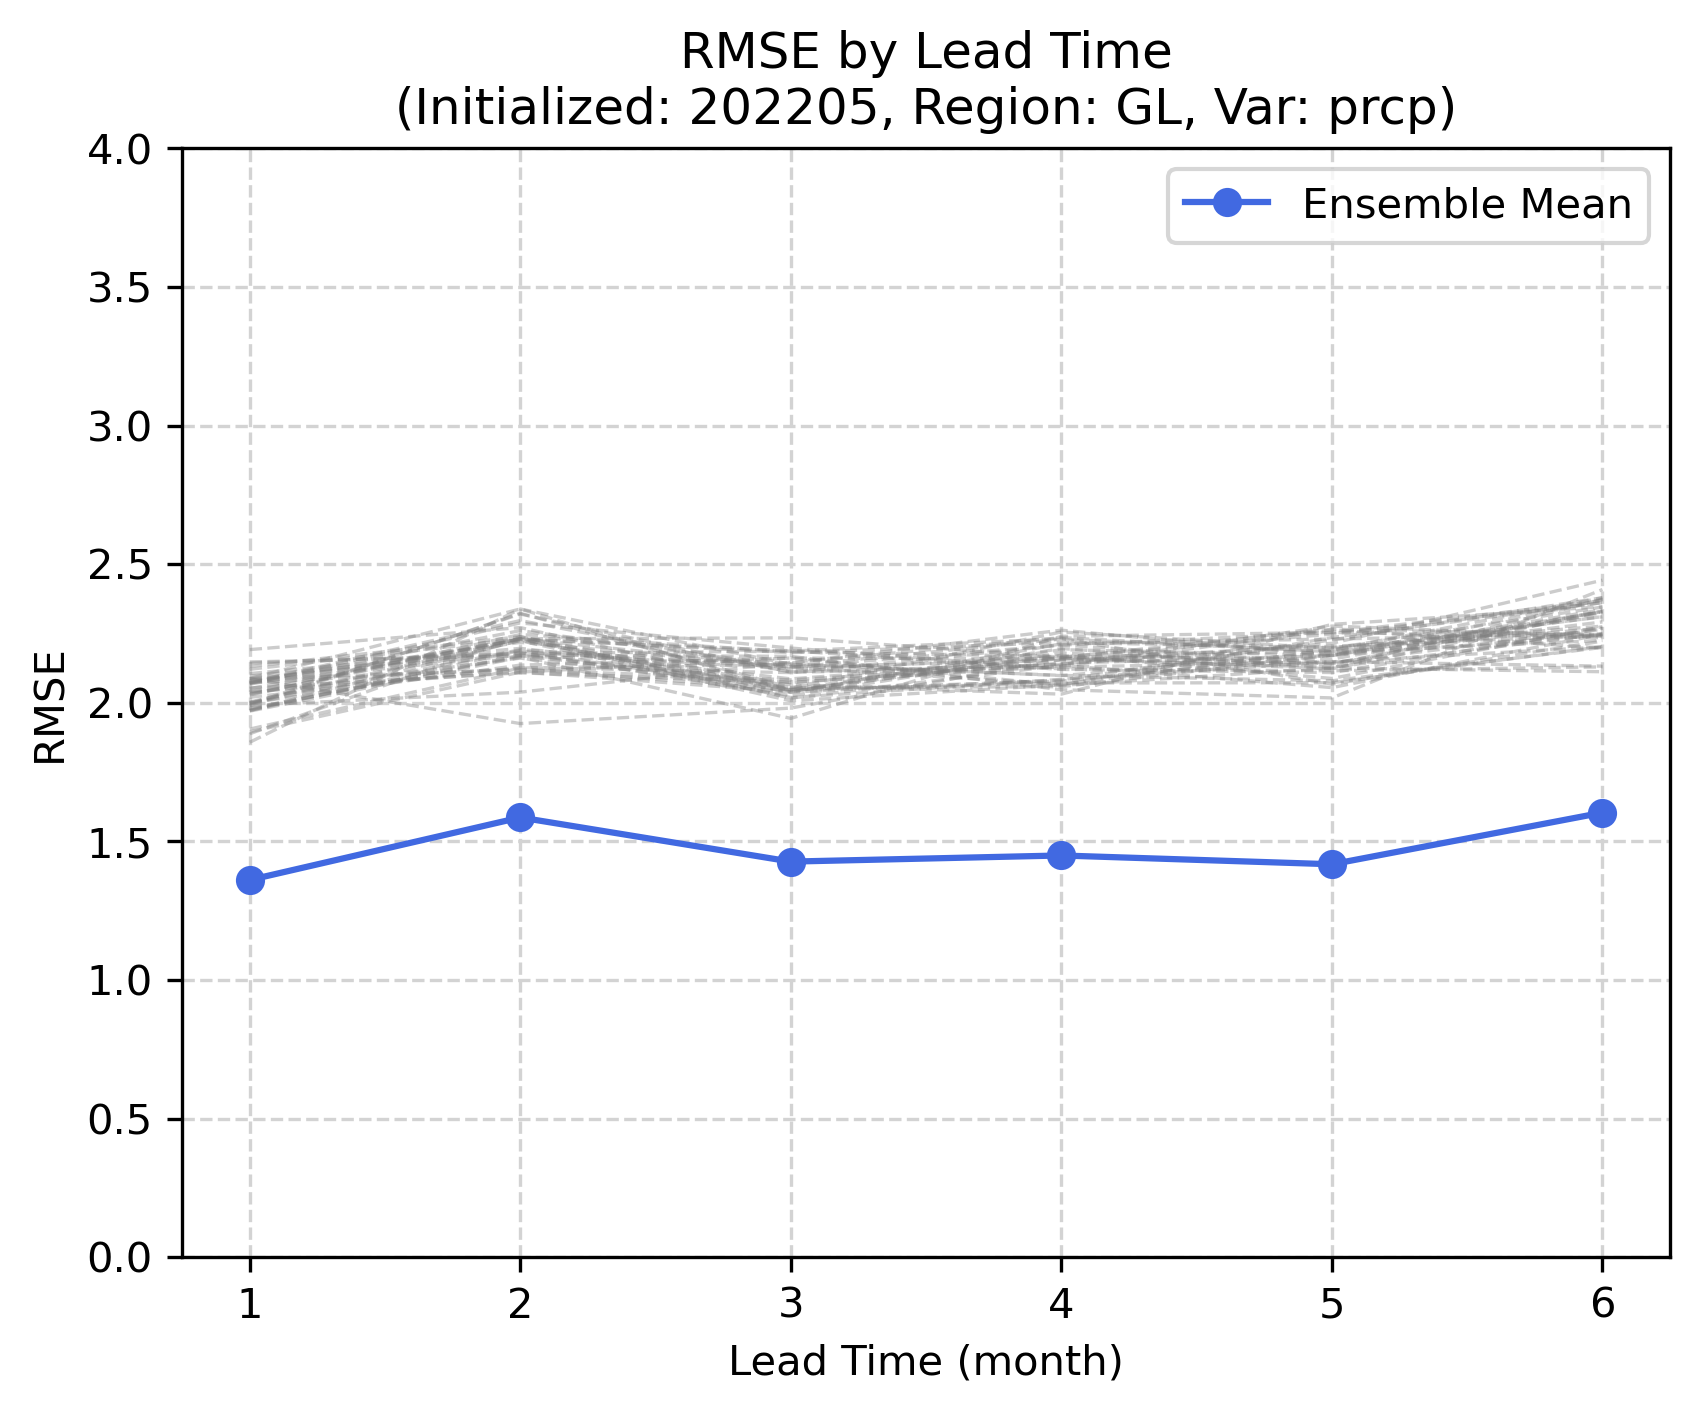 RMSE by Lead Time
(Initialized: 202205, Region: GL, Var: prcp)
Ensemble Mean
4.0
3.5
3.0
2.5
2.0
1.5
1.0
0.5
0.0
RMSE
1 2 3 4 5 6
Lead Time (month)